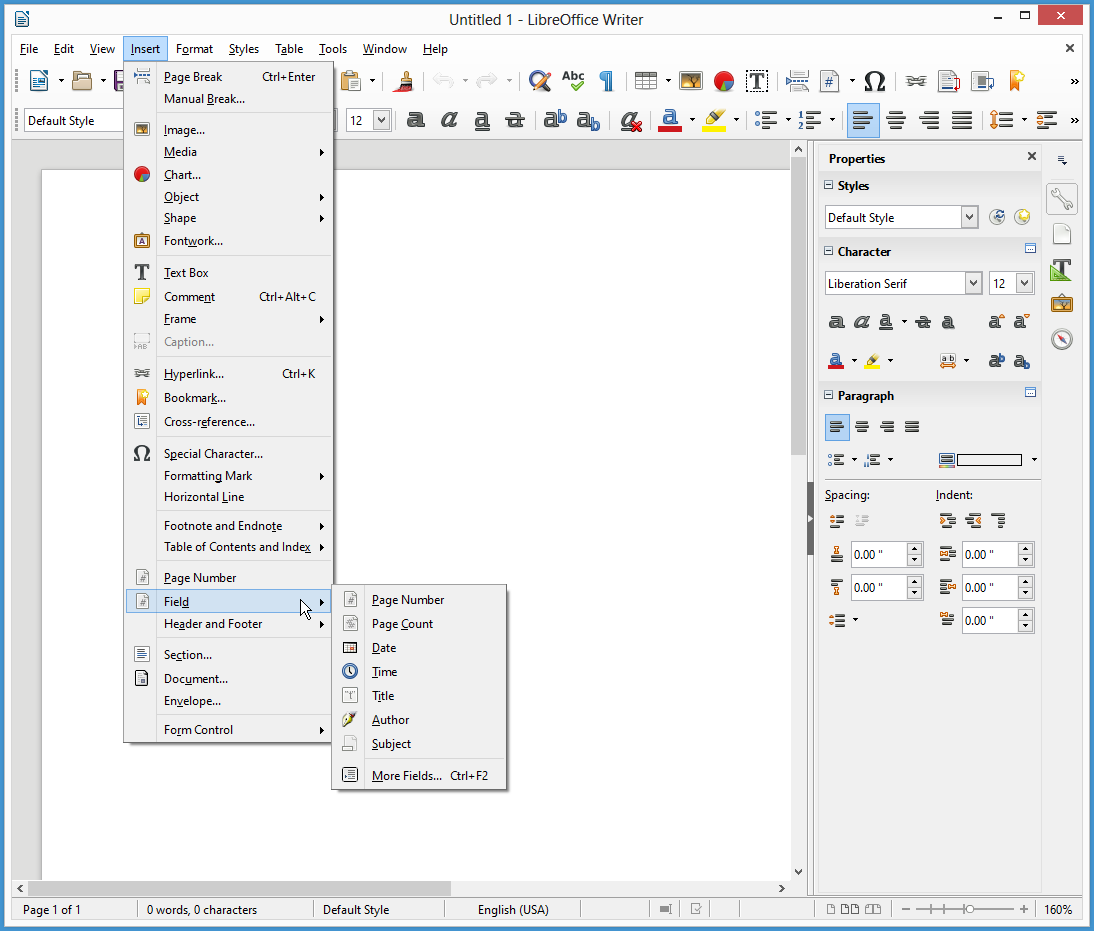 Untitled 1 - LibreOffice Writer
File Edit View Insert Format Styles Table Tools Window Help
Page Break Ctrl+Enter
Manual Break...
Image...
Media
Chart...
Object
Shape
Fontwork...
Text Box
Comment Ctrl+Alt+C
Frame
Caption...
Hyperlink... Ctrl+K
Bookmark...
Cross-reference...
Special Character...
Formatting Mark
Horizontal Line
Footnote and Endnote
Table of Contents and Index
Page Number
Field
Header and Footer
Section...
Document...
Envelope...
Form Control
Page Number
Page Count
Date
Time
Title
Author
Subject
More Fields... Ctrl+F2
Abc
Default Style
12
Properties
Styles
Default Style
Character
Liberation Serif 12
Paragraph
Spacing: Indent:
0.00 " 0.00 "
0.00 " 0.00 "
0.00 "
Page 1 of 1 0 words, 0 characters Default Style English (USA) 160%